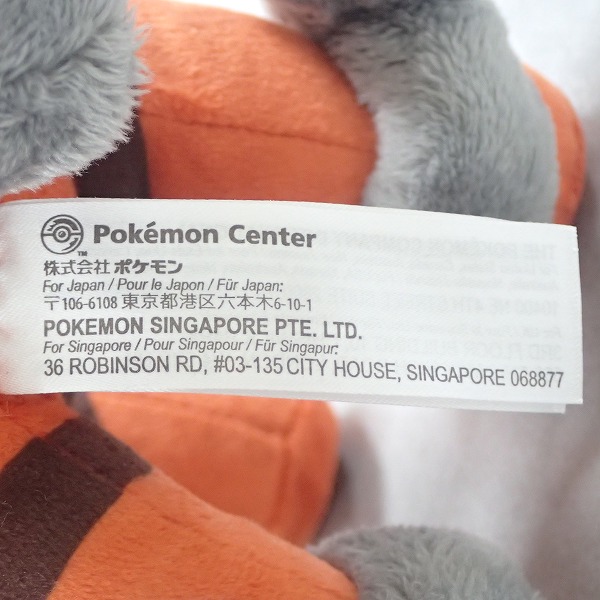 Pokémon Center
TM
株式会社 ポケモン
For Japan: / Pour le Japon / Für Japan:
〒106-6108 東京都港区六本木6-10-1
POKEMON SINGAPORE PTE. LTD.
For Singapore / Pour Singapour / Für Singapur:
36 ROBINSON RD, #03-135 CITY HOUSE, SINGAPORE 068877